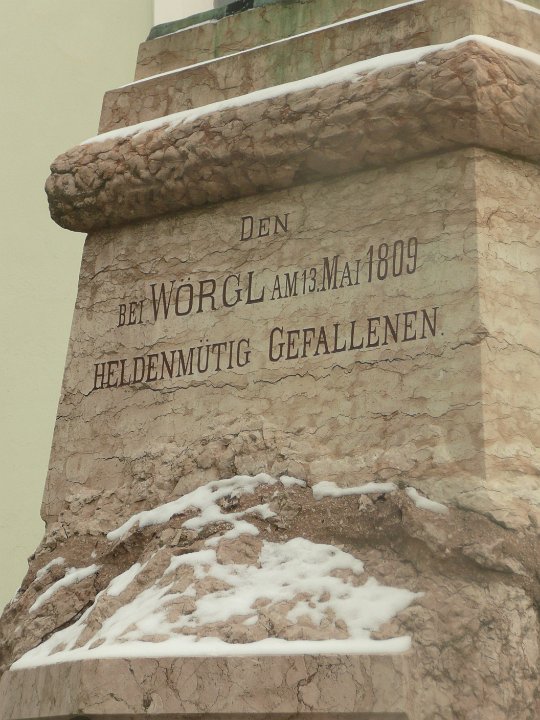 DEN
BEI WÖRGL AM 13. MAI 1809
HELDENMÜTIG GEFALLENEN.